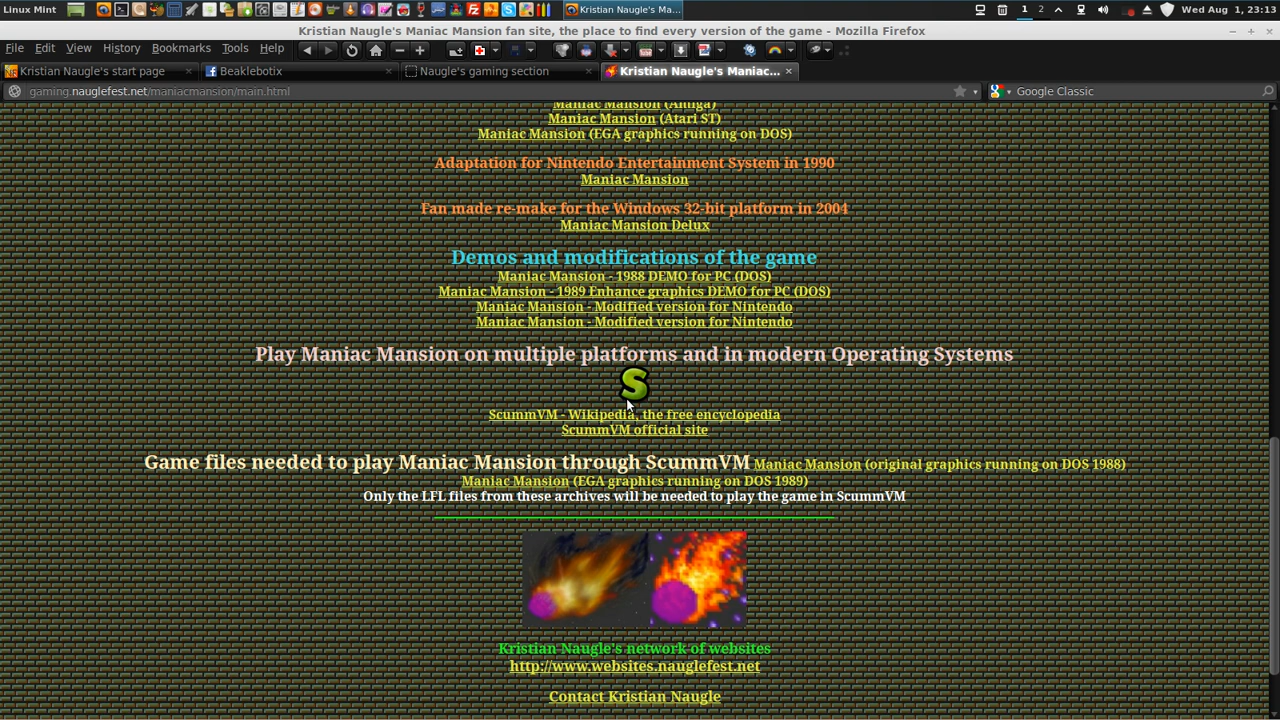 Linux Mint
Kristian Naugle's Ma...
1 2
Wed Aug 1, 23:13
Kristian Naugle's Maniac Mansion fan site, the place to find every version of the game - Mozilla Firefox
File Edit View History Bookmarks Tools Help
Kristian Naugle's start page
Beaklebotix
Naugle's gaming section
Kristian Naugle's Maniac...
gaming.nauglefest.net/maniacmansion/main.html
Google Classic
Maniac Mansion (Amiga)
Maniac Mansion (Atari ST)
Maniac Mansion (EGA graphics running on DOS)
Adaptation for Nintendo Entertainment System in 1990
Maniac Mansion
Fan made re-make for the Windows 32-bit platform in 2004
Maniac Mansion Delux
Demos and modifications of the game
Maniac Mansion - 1988 DEMO for PC (DOS)
Maniac Mansion - 1989 Enhance graphics DEMO for PC (DOS)
Maniac Mansion - Modified version for Nintendo
Maniac Mansion - Modified version for Nintendo
Play Maniac Mansion on multiple platforms and in modern Operating Systems
S
ScummVM - Wikipedia, the free encyclopedia
ScummVM official site
Game files needed to play Maniac Mansion through ScummVM Maniac Mansion (original graphics running on DOS 1988)
Maniac Mansion (EGA graphics running on DOS 1989)
Only the LFL files from these archives will be needed to play the game in ScummVM
Kristian Naugle's network of websites
http://www.websites.nauglefest.net
Contact Kristian Naugle